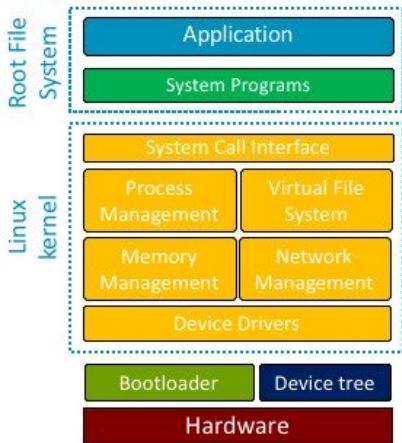 Root File
System
Application
System Programs
Linux
kernel
System Call Interface
Process
Management
Virtual File
System
Memory
Management
Network
Management
Device Drivers
Bootloader
Device tree
Hardware